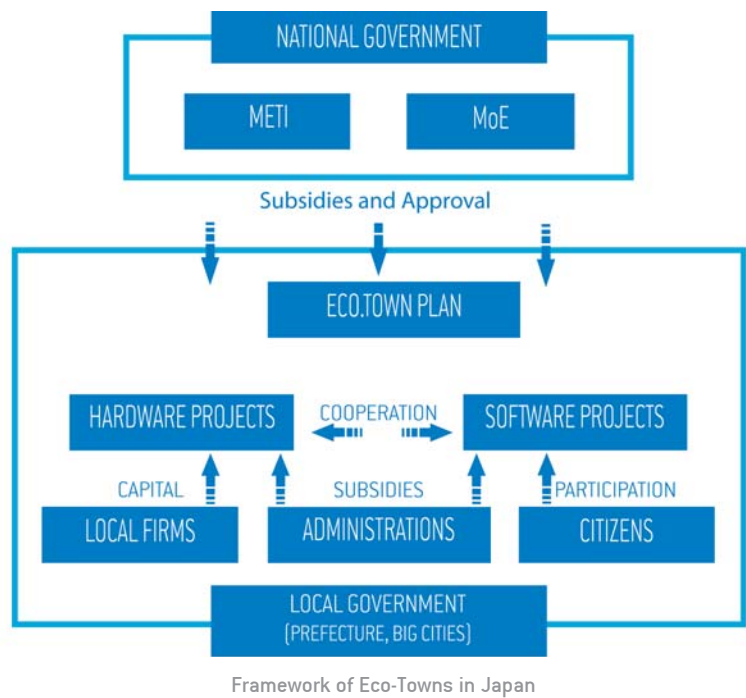 NATIONAL GOVERNMENT
METI
MoE
Subsidies and Approval
ECO.TOWN PLAN
HARDWARE PROJECTS
COOPERATION
SOFTWARE PROJECTS
CAPITAL
SUBSIDIES
PARTICIPATION
LOCAL FIRMS
ADMINISTRATIONS
CITIZENS
LOCAL GOVERNMENT
(PREFECTURE, BIG CITIES)
Framework of Eco-Towns in Japan